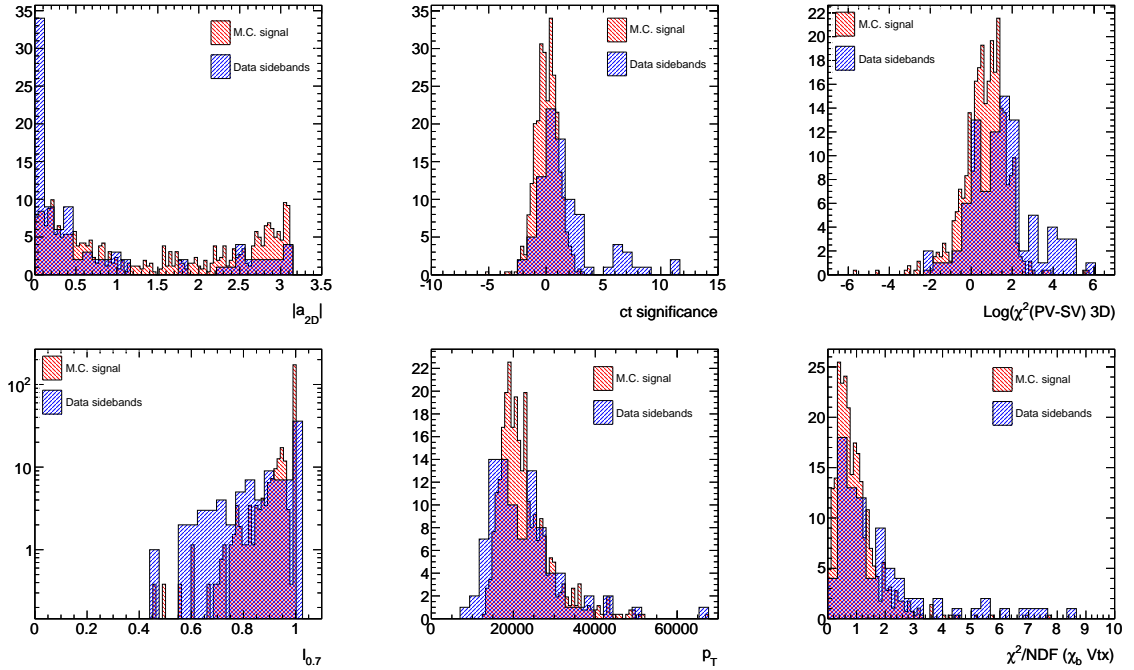 35
30
25
20
15
10
5
0
M.C. signal
Data sidebands
0 0.5 1 1.5 2 2.5 3 3.5
|a2D|
35
30
25
20
15
10
5
0
M.C. signal
Data sidebands
-10 -5 0 5 10 15
ct significance
22
20
18
16
14
12
10
8
6
4
2
0
M.C. signal
Data sidebands
-6 -4 -2 0 2 4 6
Log(χ²(PV-SV) 3D)
10²
10
1
M.C. signal
Data sidebands
0 0.2 0.4 0.6 0.8 1
I0.7
22
20
18
16
14
12
10
8
6
4
2
0
M.C. signal
Data sidebands
20000 40000 60000
pT
25
20
15
10
5
0
M.C. signal
Data sidebands
0 1 2 3 4 5 6 7 8 9 10
χ²/NDF (χb Vtx)